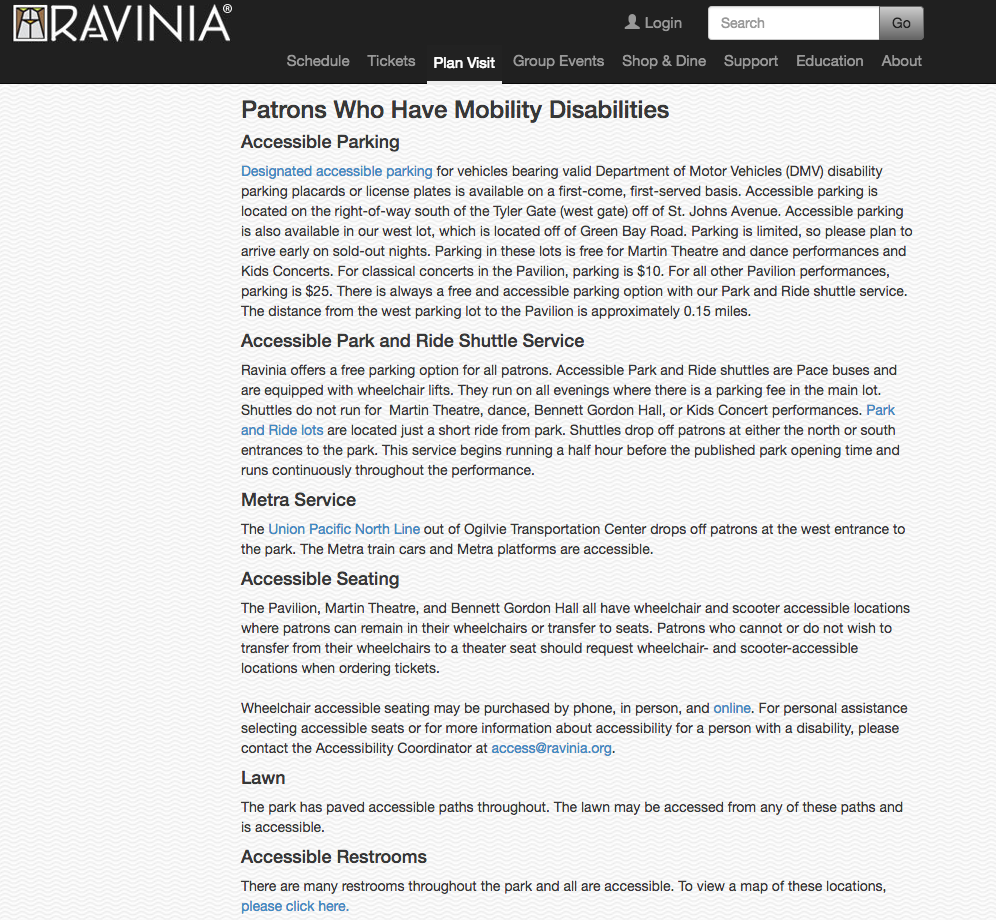 RAVINIA®
Login
Search
Go
Schedule Tickets Plan Visit Group Events Shop & Dine Support Education About
Patrons Who Have Mobility Disabilities
Accessible Parking
Designated accessible parking for vehicles bearing valid Department of Motor Vehicles (DMV) disability
parking placards or license plates is available on a first-come, first-served basis. Accessible parking is
located on the right-of-way south of the Tyler Gate (west gate) off of St. Johns Avenue. Accessible parking
is also available in our west lot, which is located off of Green Bay Road. Parking is limited, so please plan to
arrive early on sold-out nights. Parking in these lots is free for Martin Theatre and dance performances and
Kids Concerts. For classical concerts in the Pavilion, parking is $10. For all other Pavilion performances,
parking is $25. There is always a free and accessible parking option with our Park and Ride shuttle service.
The distance from the west parking lot to the Pavilion is approximately 0.15 miles.
Accessible Park and Ride Shuttle Service
Ravinia offers a free parking option for all patrons. Accessible Park and Ride shuttles are Pace buses and
are equipped with wheelchair lifts. They run on all evenings where there is a parking fee in the main lot.
Shuttles do not run for  Martin Theatre, dance, Bennett Gordon Hall, or Kids Concert performances. Park
and Ride lots are located just a short ride from park. Shuttles drop off patrons at either the north or south
entrances to the park. This service begins running a half hour before the published park opening time and
runs continuously throughout the performance.
Metra Service
The Union Pacific North Line out of Ogilvie Transportation Center drops off patrons at the west entrance to
the park. The Metra train cars and Metra platforms are accessible.
Accessible Seating
The Pavilion, Martin Theatre, and Bennett Gordon Hall all have wheelchair and scooter accessible locations
where patrons can remain in their wheelchairs or transfer to seats. Patrons who cannot or do not wish to
transfer from their wheelchairs to a theater seat should request wheelchair- and scooter-accessible
locations when ordering tickets.
Wheelchair accessible seating may be purchased by phone, in person, and online. For personal assistance
selecting accessible seats or for more information about accessibility for a person with a disability, please
contact the Accessibility Coordinator at access@ravinia.org.
Lawn
The park has paved accessible paths throughout. The lawn may be accessed from any of these paths and
is accessible.
Accessible Restrooms
There are many restrooms throughout the park and all are accessible. To view a map of these locations,
please click here.